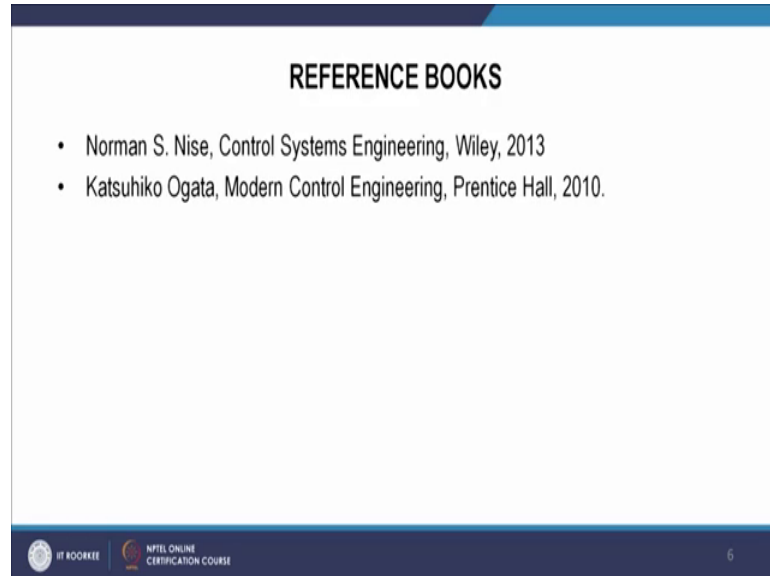 REFERENCE BOOKS
• Norman S. Nise, Control Systems Engineering, Wiley, 2013
• Katsuhiko Ogata, Modern Control Engineering, Prentice Hall, 2010.
IIT ROORKEE
NPTEL ONLINE
CERTIFICATION COURSE
6